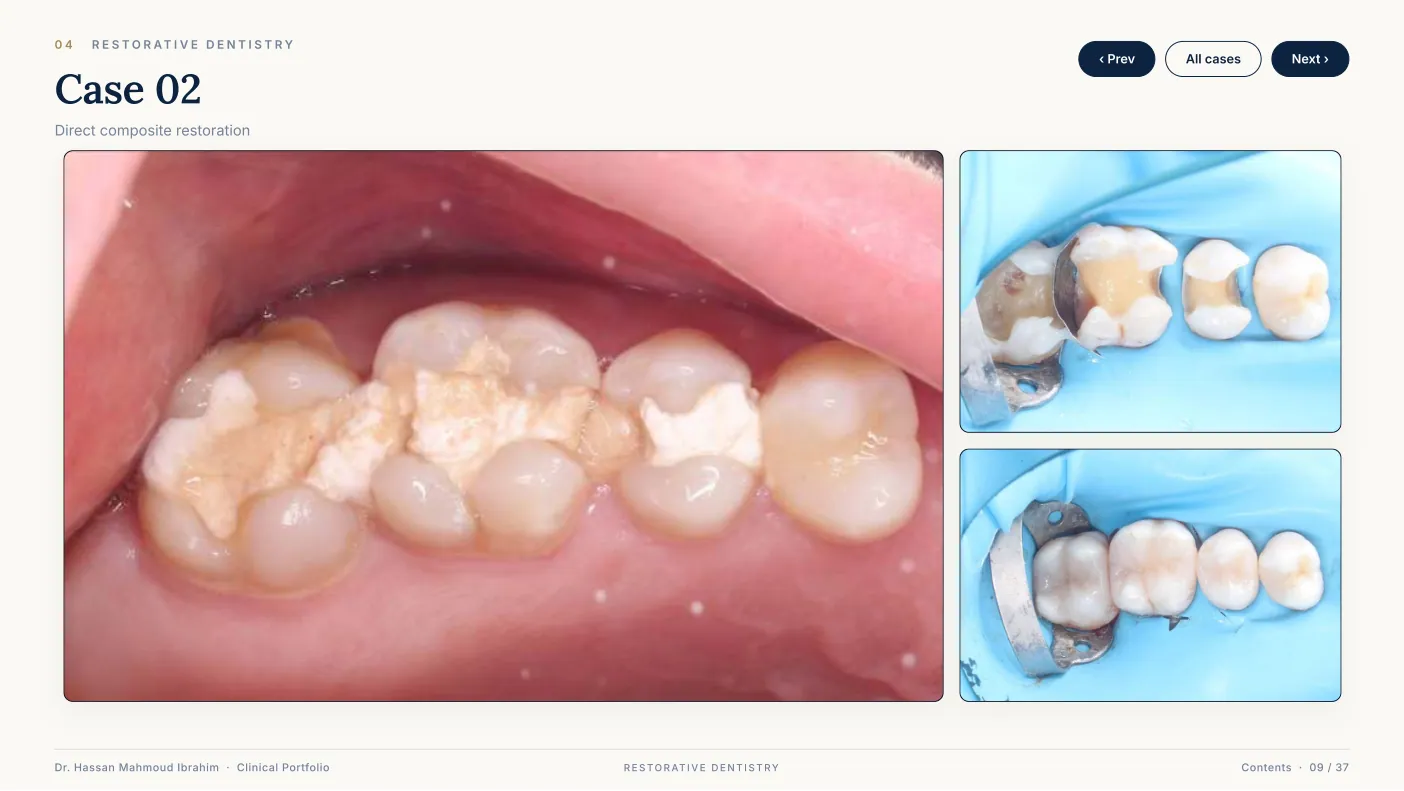 04 RESTORATIVE DENTISTRY
Case 02
Direct composite restoration
‹ Prev
All cases
Next ›
Dr. Hassan Mahmoud Ibrahim · Clinical Portfolio
RESTORATIVE DENTISTRY
Contents · 09 / 37